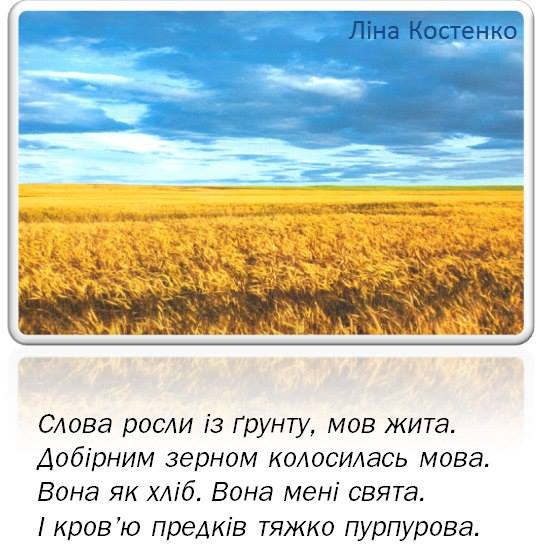 Ліна Костенко
Слова росли із ґрунту, мов жита.
Добірним зерном колосилась мова.
Вона як хліб. Вона мені свята.
І кров’ю предків тяжко пурпурова.